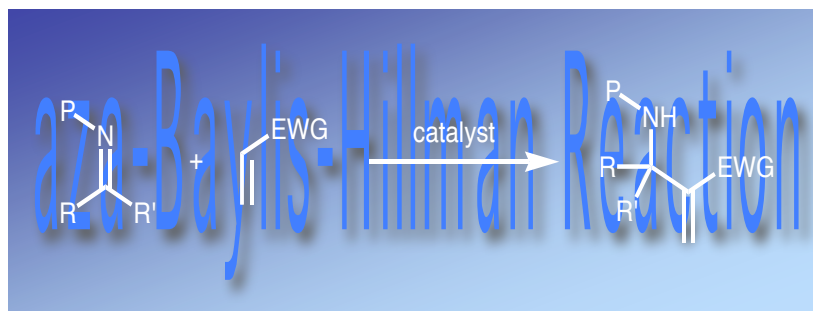 aza-Baylis-Hillman Reaction
P
N
R
R'
+
EWG
catalyst
P
NH
R
R'
EWG